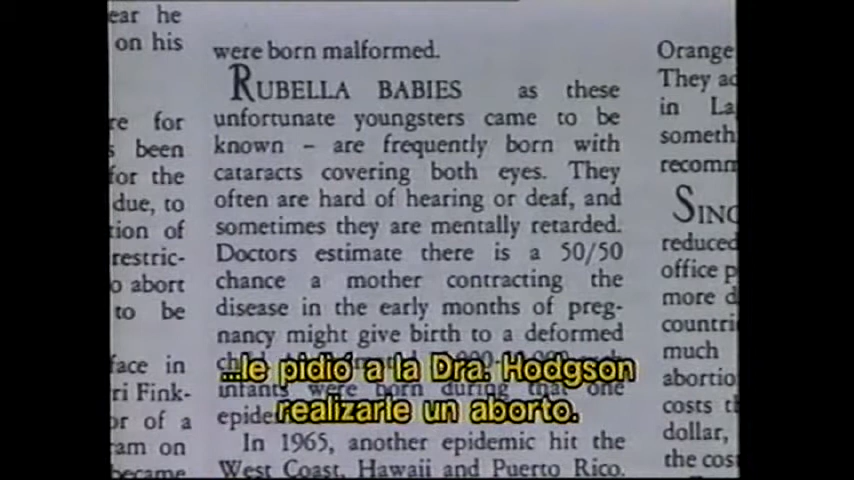 ear he
on his
re for
s been
for the
due, to
tion of
restric-
o abort
to be
face in
ri Fink-
or of a
ram on
became
were born malformed.
RUBELLA BABIES as these
unfortunate youngsters came to be
known – are frequently born with
cataracts covering both eyes. They
often are hard of hearing or deaf, and
sometimes they are mentally retarded.
Doctors estimate there is a 50/50
chance a mother contracting the
disease in the early months of preg-
nancy might give birth to a deformed
infants were born during that one
In 1965, another epidemic hit the
West Coast, Hawaii and Puerto Rico.
Orange
They ad
in La
someth
recomm
SING
reduced
office p
more d
countri
much
abortio
costs t
dollar,
the cos
...le pidió a la Dra. Hodgson
realizarle un aborto.